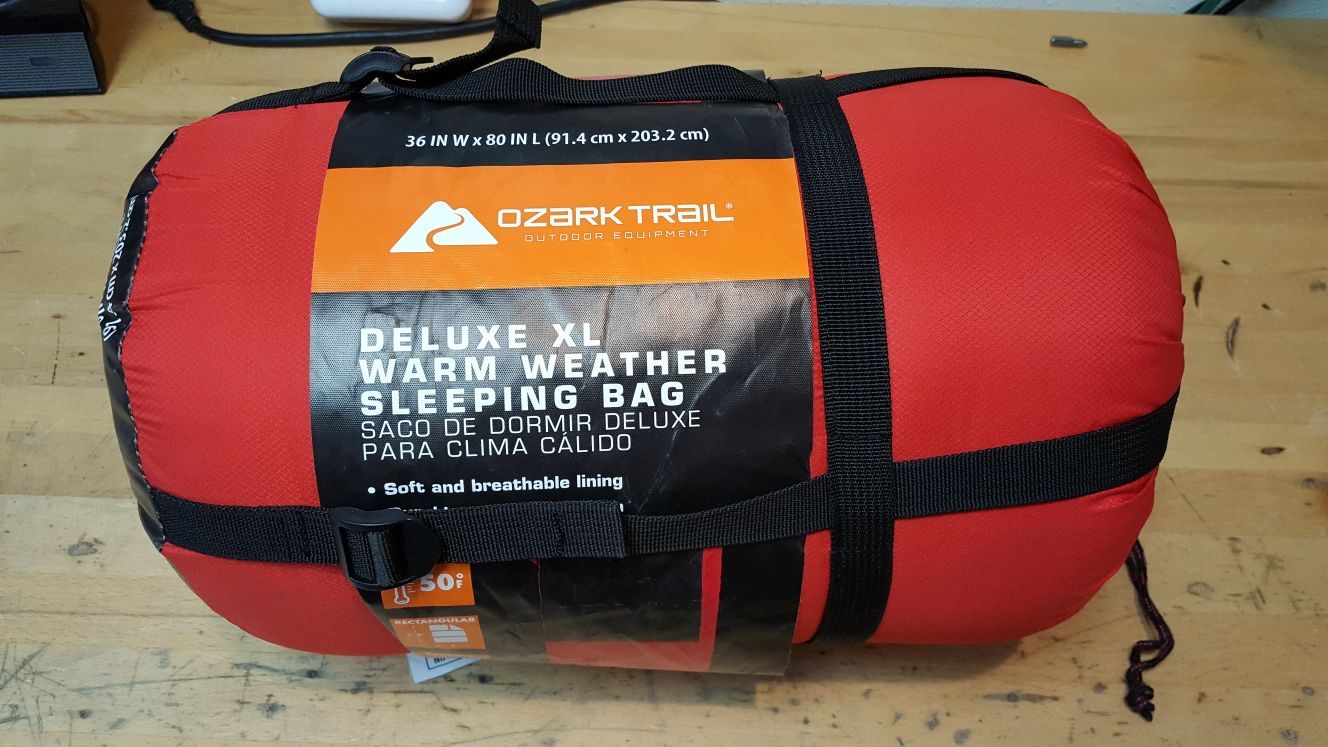 36 IN W x 80 IN L (91.4 cm x 203.2 cm)
OZARK TRAIL®
OUTDOOR EQUIPMENT
DELUXE XL
WARM WEATHER
SLEEPING BAG
SACO DE DORMIR DELUXE
PARA CLIMA CÁLIDO
• Soft and breathable lining
50°F
RECTANGULAR